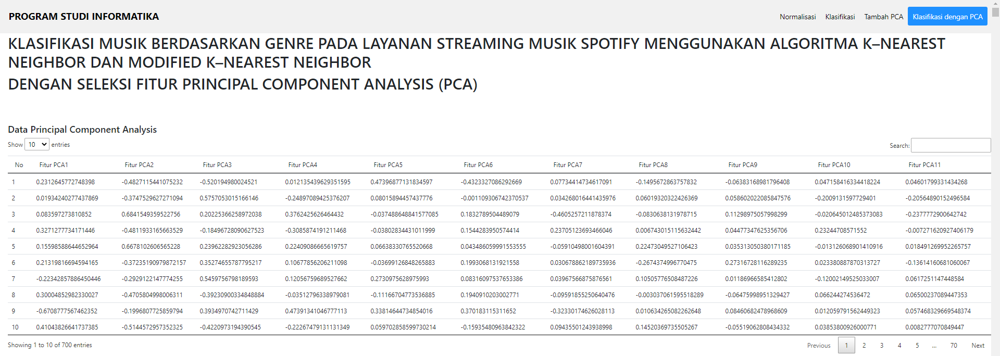 PROGRAM STUDI INFORMATIKA
Normalisasi Klasifikasi Tambah PCA Klasifikasi dengan PCA
KLASIFIKASI MUSIK BERDASARKAN GENRE PADA LAYANAN STREAMING MUSIK SPOTIFY MENGGUNAKAN ALGORITMA K–NEAREST
NEIGHBOR DAN MODIFIED K–NEAREST NEIGHBOR
DENGAN SELEKSI FITUR PRINCIPAL COMPONENT ANALYSIS (PCA)
Data Principal Component Analysis
Show 10 entries
Search:
No Fitur PCA1 Fitur PCA2 Fitur PCA3 Fitur PCA4 Fitur PCA5 Fitur PCA6 Fitur PCA7 Fitur PCA8 Fitur PCA9 Fitur PCA10 Fitur PCA11
1 0.2312645772748398 -0.4827115441075232 -0.520194980024521 0.012135439629351595 0.47396877131834597 -0.4323327086292669 0.07734414734617091 -0.1495672863757832 -0.06383168981796408 0.047158416334418224 0.04601799331434268
2 0.01934240277437869 -0.3747529627271094 0.5757053015166146 -0.24897089425376207 0.08015894457437776 -0.001109306742370537 0.034268016441435976 0.06019320322426369 0.058602022085847576 -0.2009131597729401 -0.20564890152496584
3 0.083597273810852 0.6841549359522756 0.20225366258972038 0.3762425626464432 -0.037488648841577085 0.1832789504489079 -0.4605257211878374 -0.0830638131978715 0.11298975057998299 -0.020645012485373083 -0.2377772900642742
4 0.3271277734171446 -0.4811933165663529 -0.18496728090627523 -0.3085874191211468 -0.03802834431011999 0.1544283950574414 0.23705123693466046 0.006743015115632442 0.04477347625356706 0.23244708571552 -0.007271620927406179
5 0.15598588644652964 0.6678102606565228 0.23962282923056286 0.22409086665619757 0.06638330765520668 0.043486059991553555 -0.05910498001604391 0.22473049527106423 0.035313050380171185 -0.013126068901410916 0.018491269952265757
6 0.21319816694594165 -0.37235190979872157 0.35274655787795217 0.10677856206211098 -0.03699126848265883 0.1993068131921558 0.030678862189735936 -0.2674374996770475 0.27316728116289235 0.023380887870313727 -0.13614160681060067
7 -0.22342857886450446 -0.2929122147774255 0.5459756798189593 0.12056759689527662 0.2730975628975993 0.08316097537653386 0.03967566875876561 0.10505776508487226 0.01186966585412802 -0.12002149525033007 0.0617251147448584
8 0.30004852982330027 -0.4705804998006311 -0.39230900334848884 -0.03512796338979081 -0.11166704773536885 0.1940910203002771 -0.09591855250640476 -0.003037061595518289 -0.06475998951329427 0.066244274536472 0.06500237089447353
9 -0.6708777567462352 -0.1996807725859794 0.3934970742711429 0.47391341046777113 0.33814644734854016 0.370183115311652 -0.32330174626028113 0.010634265082262648 0.08460682478968609 0.012059791562449323 0.057468329669548374
10 0.41043826641737385 -0.5144572957352325 -0.4220973194390545 -0.22267479131131349 0.059702858599730214 -0.15935480963842322 0.09435501243938998 0.14520369735505267 -0.05519062808434332 0.03853800926000771 0.0082777070849447
Showing 1 to 10 of 700 entries
Previous 1 2 3 4 5 … 70 Next